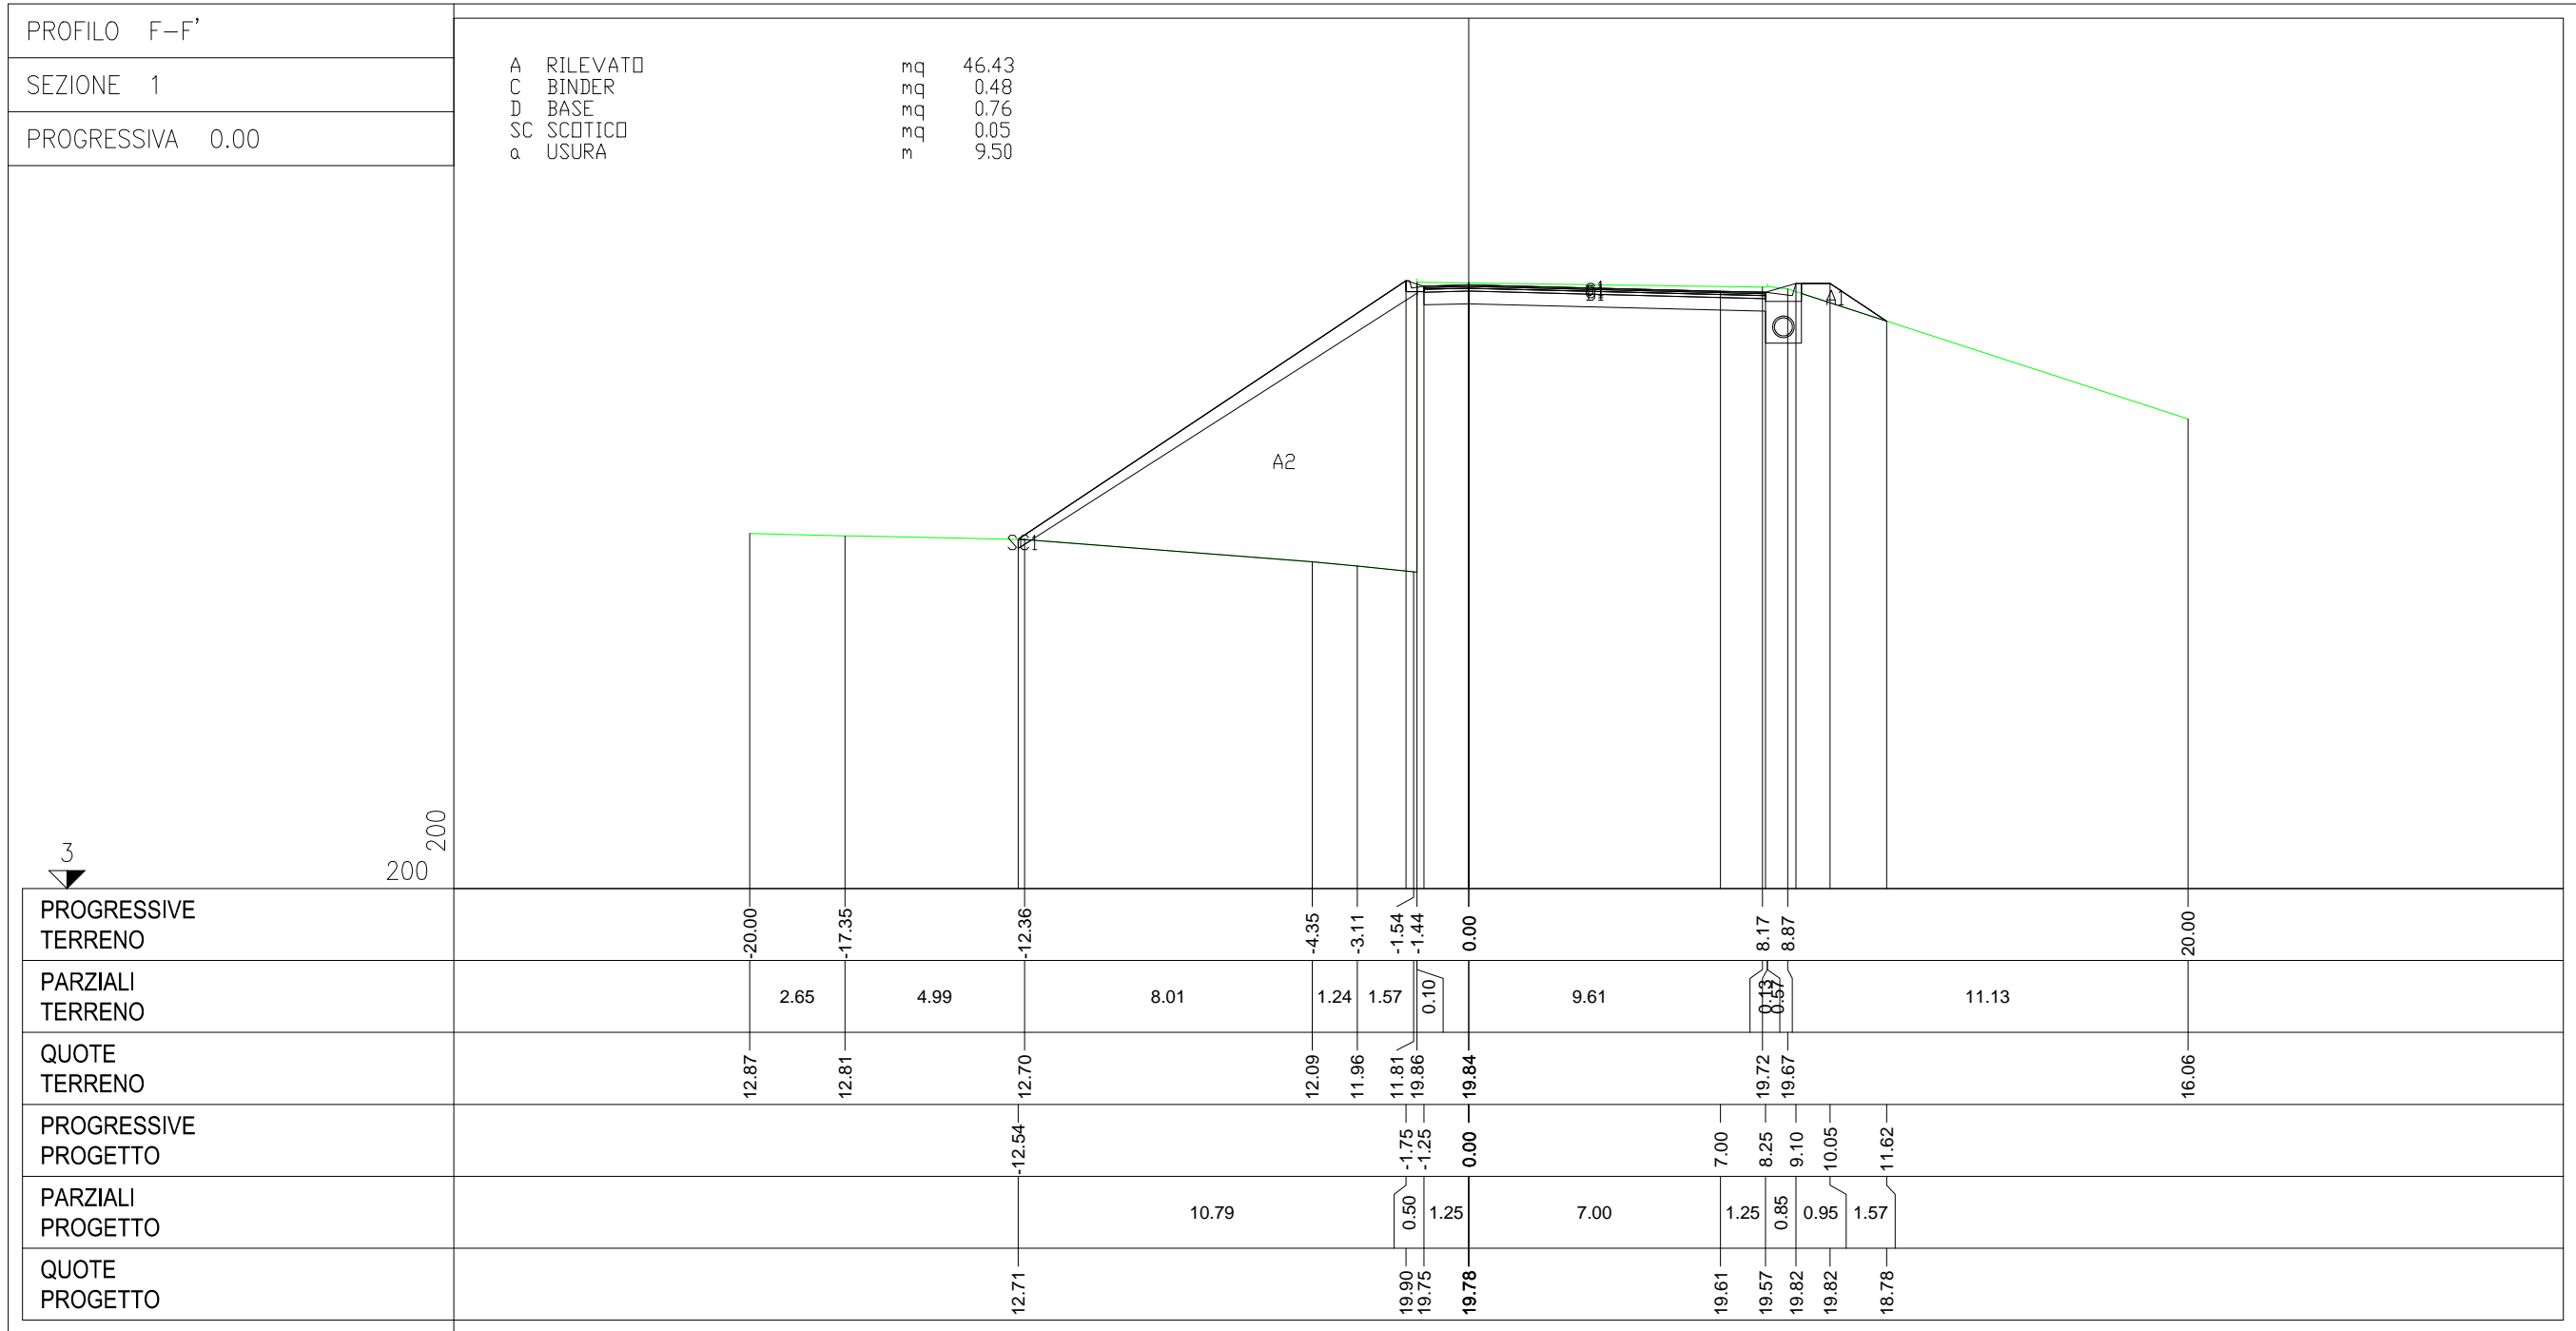 PROFILO F-F'
SEZIONE 1
PROGRESSIVA 0.00
A RILEVATO mq 46.43
C BINDER mq 0.48
D BASE mq 0.76
SC SCOTICO mq 0.05
a USURA m 9.50
A1
A2
SC1
3
200
200
PROGRESSIVE TERRENO
-20.00 -17.35 -12.36 -4.35 -3.11 -1.54 -1.44 0.00 8.17 8.87 20.00
PARZIALI TERRENO
2.65 4.99 8.01 1.24 1.57 0.10 9.61 0.13 0.57 11.13
QUOTE TERRENO
12.87 12.81 12.70 12.09 11.96 11.81 19.86 19.84 19.72 19.67 16.06
PROGRESSIVE PROGETTO
-12.54 -1.75 -1.25 0.00 7.00 8.25 9.10 10.05 11.62
PARZIALI PROGETTO
10.79 0.50 1.25 7.00 1.25 0.85 0.95 1.57
QUOTE PROGETTO
12.71 19.90 19.75 19.78 19.61 19.57 19.82 19.82 18.78